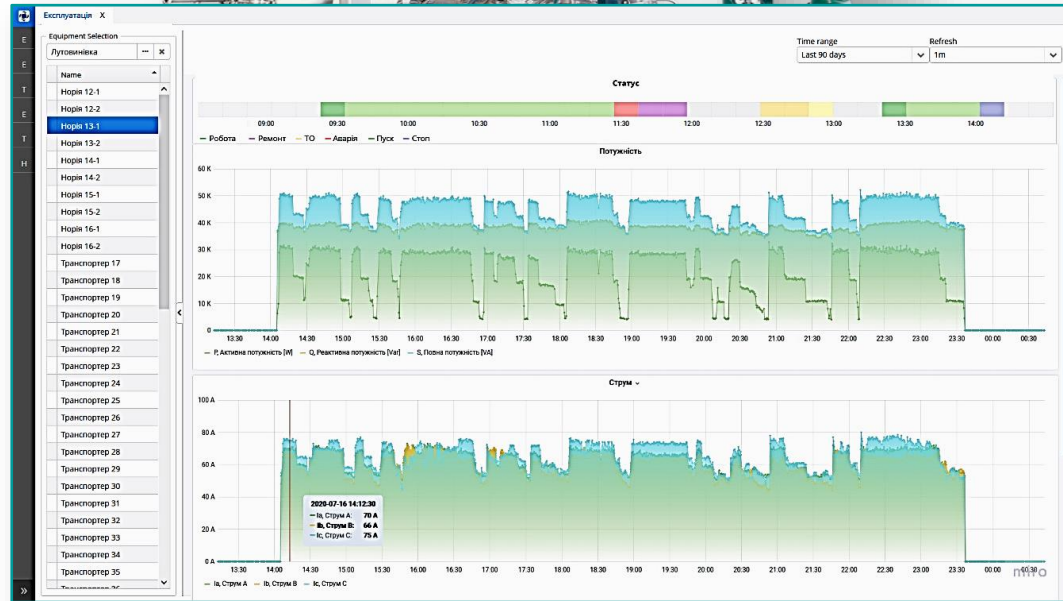 Експлуатація X
E
E
T
E
T
H
»
Equipment Selection
Лутовинівка
Name
Норія 12-1
Норія 12-2
Норія 13-1
Норія 13-2
Норія 14-1
Норія 14-2
Норія 15-1
Норія 15-2
Норія 16-1
Норія 16-2
Транспортер 17
Транспортер 18
Транспортер 19
Транспортер 20
Транспортер 21
Транспортер 22
Транспортер 23
Транспортер 24
Транспортер 25
Транспортер 26
Транспортер 27
Транспортер 28
Транспортер 29
Транспортер 30
Транспортер 31
Транспортер 32
Транспортер 33
Транспортер 34
Транспортер 35
Time range Refresh
Last 90 days 1m
Статус
09:00 09:30 10:00 10:30 11:00 11:30 12:00 12:30 13:00 13:30 14:00
Робота Ремонт ТО Аварія Пуск Стоп
Потужність
60 K
50 K
40 K
30 K
20 K
10 K
0
13:30 14:00 14:30 15:00 15:30 16:00 16:30 17:00 17:30 18:00 18:30 19:00 19:30 20:00 20:30 21:00 21:30 22:00 22:30 23:00 23:30 00:00 00:30
P, Активна потужність [W] Q, Реактивна потужність [Var] S, Повна потужність [VA]
Струм
100 A
80 A
60 A
40 A
20 A
0 A
2020-07-16 14:12:30
Ia, Струм A: 70 A
Ib, Струм B: 66 A
Ic, Струм C: 75 A
13:30 14:00 14:30 15:00 15:30 16:00 16:30 17:00 17:30 18:00 18:30 19:00 19:30 20:00 20:30 21:00 21:30 22:00 22:30 23:00 23:30 00:00 00:30
miro
Ia, Струм A Ib, Струм B Ic, Струм C